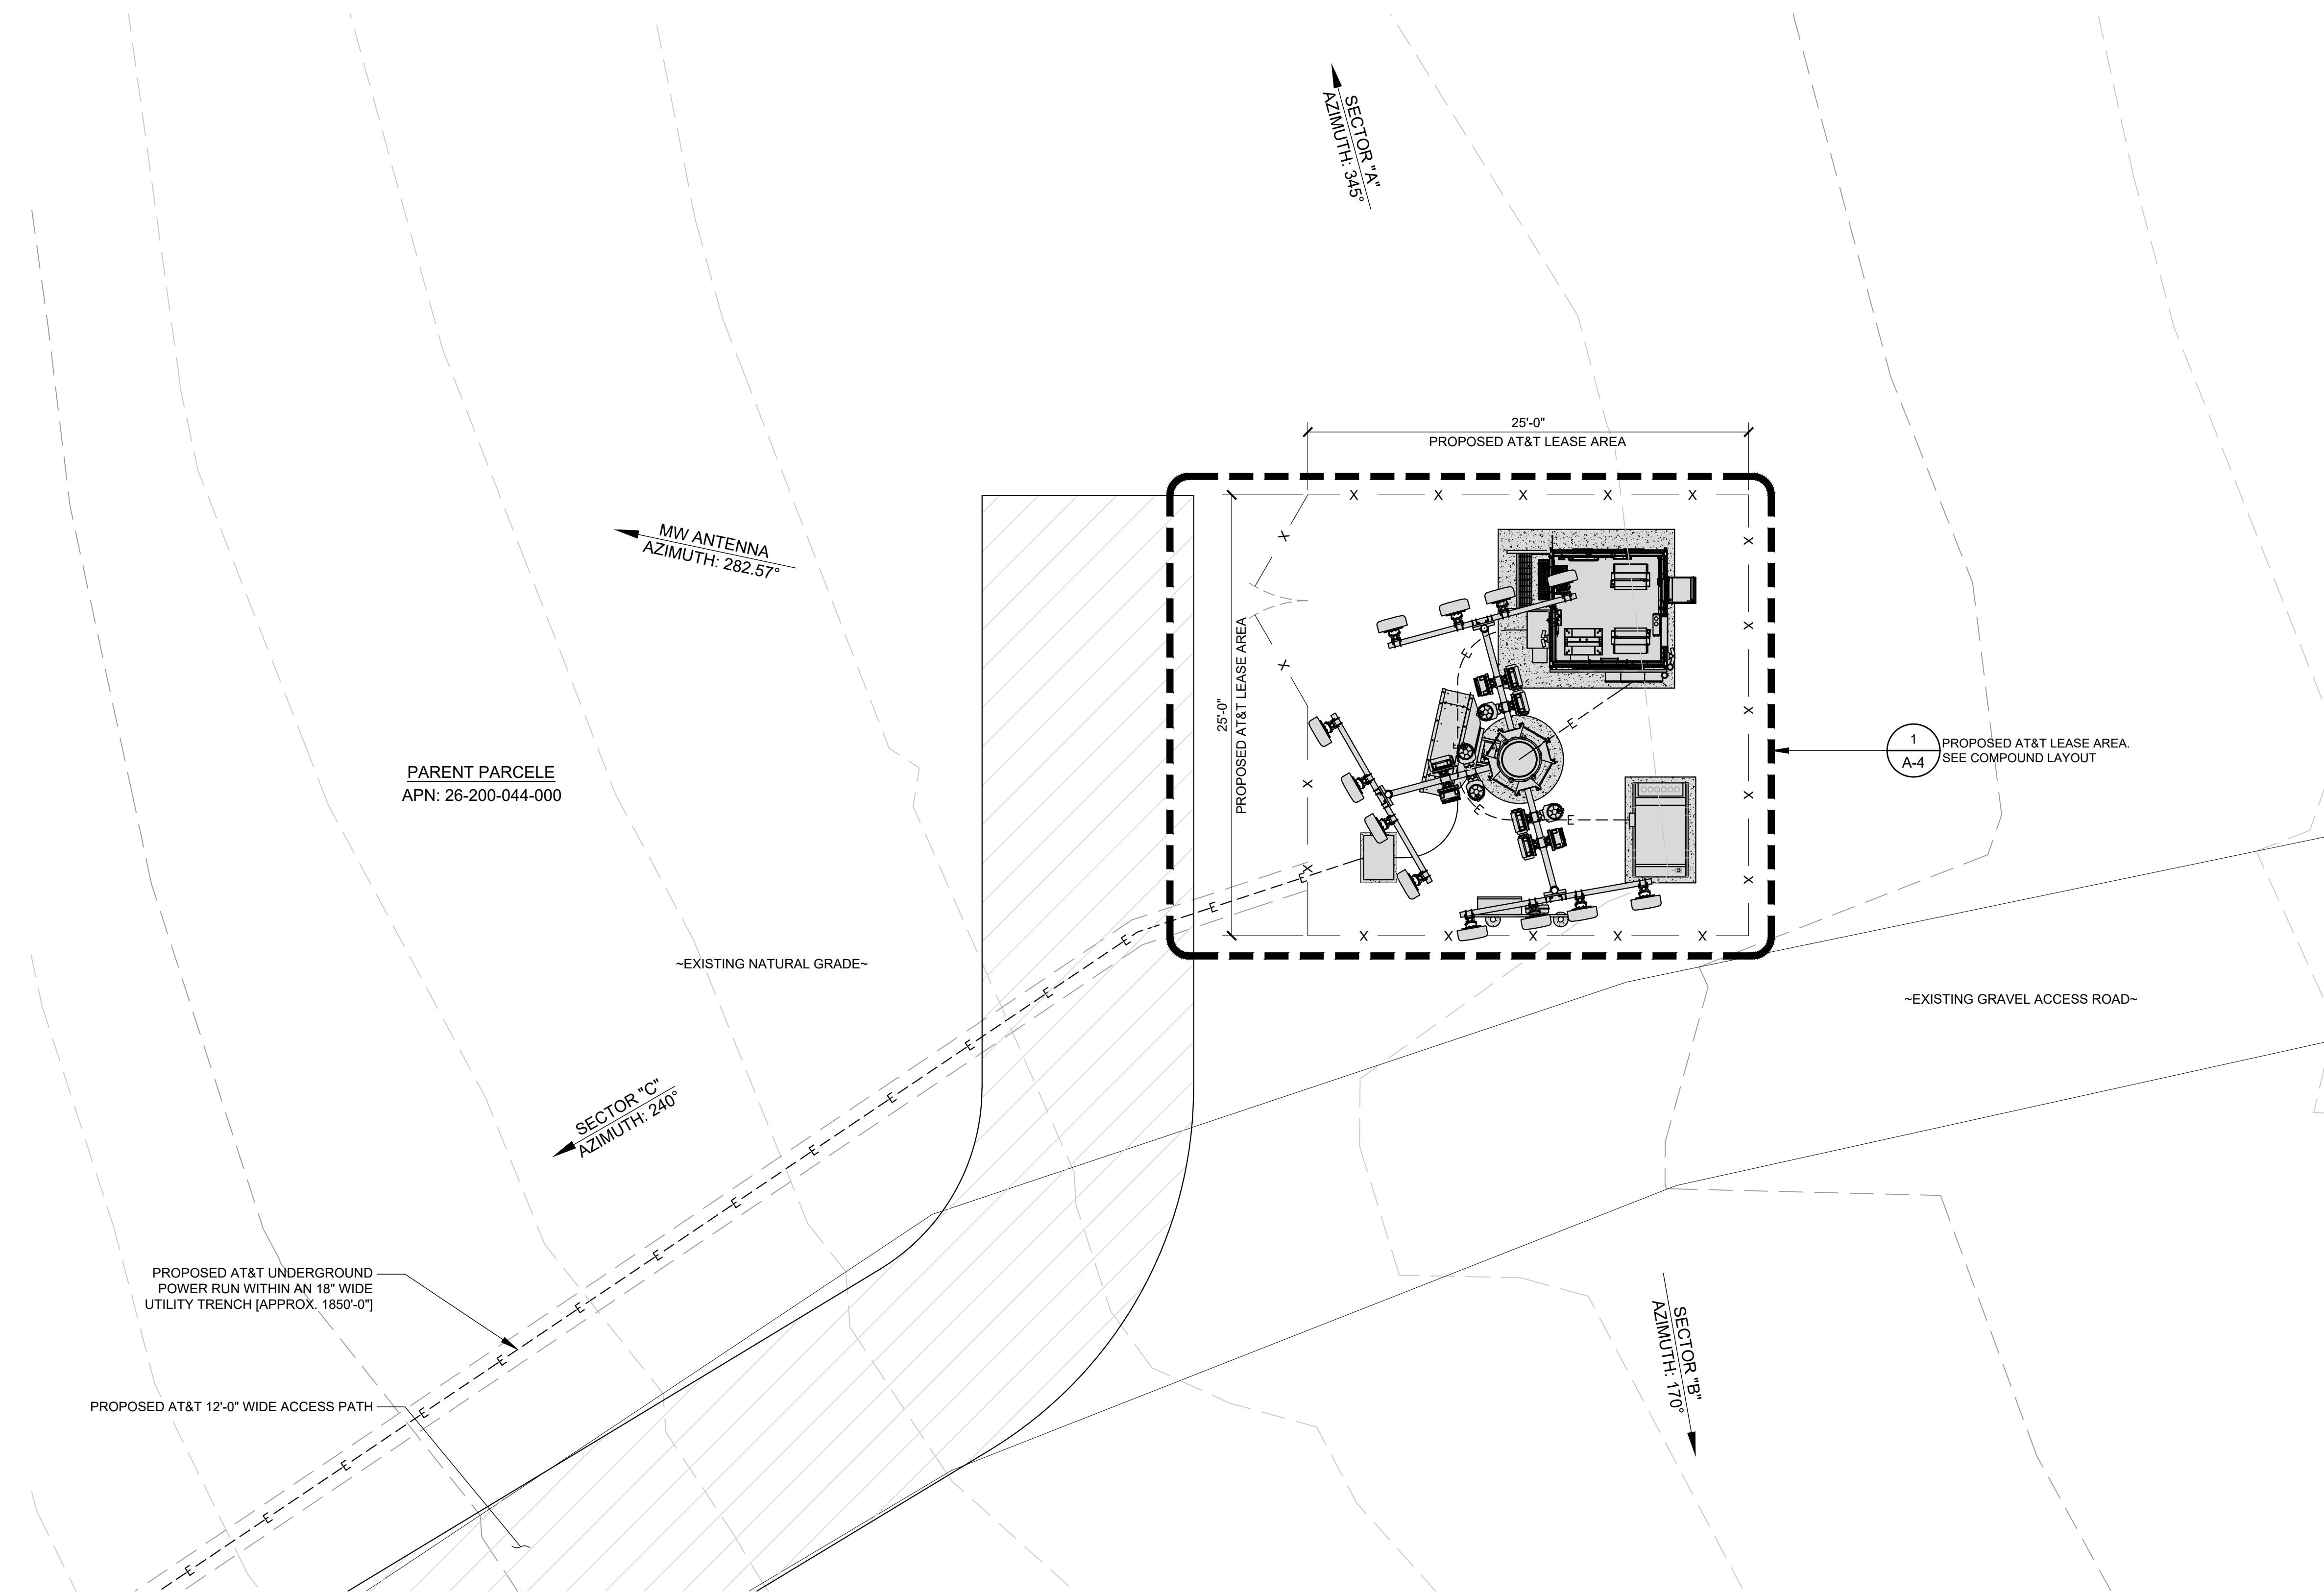 SECTOR "A"
AZIMUTH: 345°
25'-0"
PROPOSED AT&T LEASE AREA
MW ANTENNA
AZIMUTH: 282.57°
25'-0"
PROPOSED AT&T LEASE AREA
1
A-4
PROPOSED AT&T LEASE AREA.
SEE COMPOUND LAYOUT
PARENT PARCELE
APN: 26-200-044-000
~EXISTING NATURAL GRADE~
~EXISTING GRAVEL ACCESS ROAD~
SECTOR "C"
AZIMUTH: 240°
PROPOSED AT&T UNDERGROUND
POWER RUN WITHIN AN 18" WIDE
UTILITY TRENCH [APPROX. 1850'-0"]
SECTOR "B"
AZIMUTH: 170°
PROPOSED AT&T 12'-0" WIDE ACCESS PATH